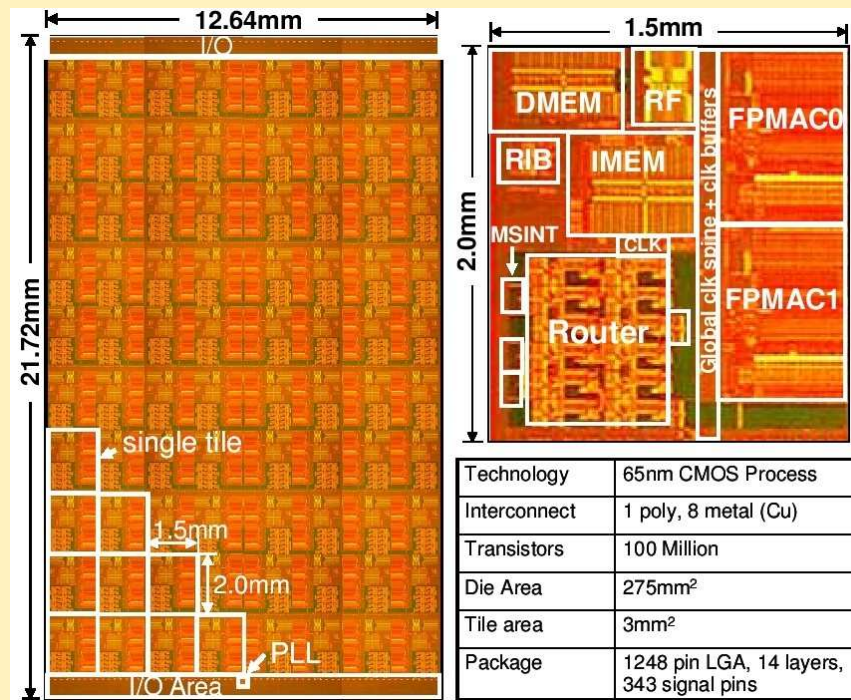 12.64mm
I/O
21.72mm
single tile
1.5mm
2.0mm
PLL
I/O Area
1.5mm
2.0mm
DMEM
RF
RIB
IMEM
MSINT
CLK
Router
Global clk spine + clk buffers
FPMAC0
FPMAC1
Technology 65nm CMOS Process
Interconnect 1 poly, 8 metal (Cu)
Transistors 100 Million
Die Area 275mm²
Tile area 3mm²
Package 1248 pin LGA, 14 layers,
343 signal pins